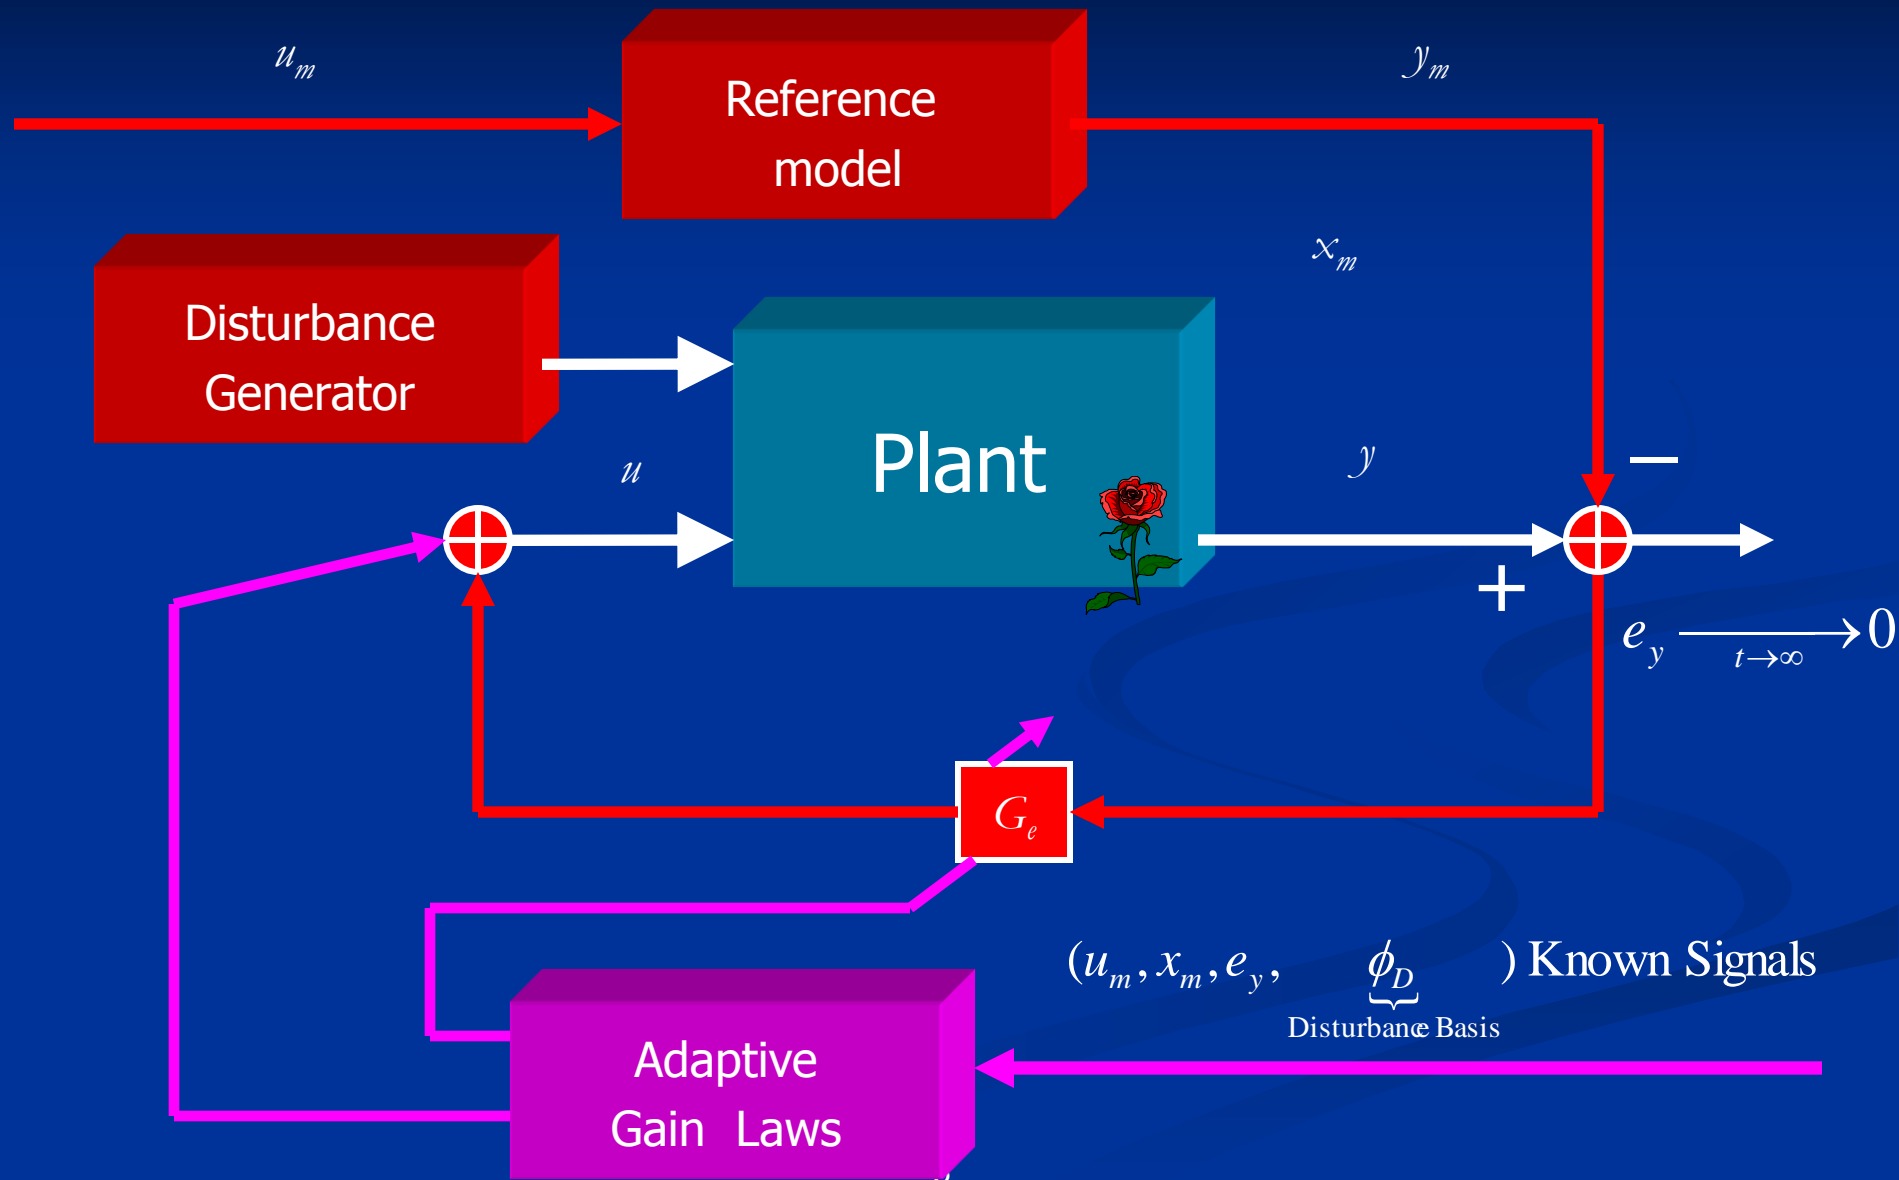 u_m
y_m
Reference
model
x_m
Disturbance
Generator
Plant
u
y
−
+
e_y ⟶ 0
t→∞
G_e
(u_m, x_m, e_y, ϕ_D ) Known Signals
Disturbance Basis
Adaptive
Gain Laws